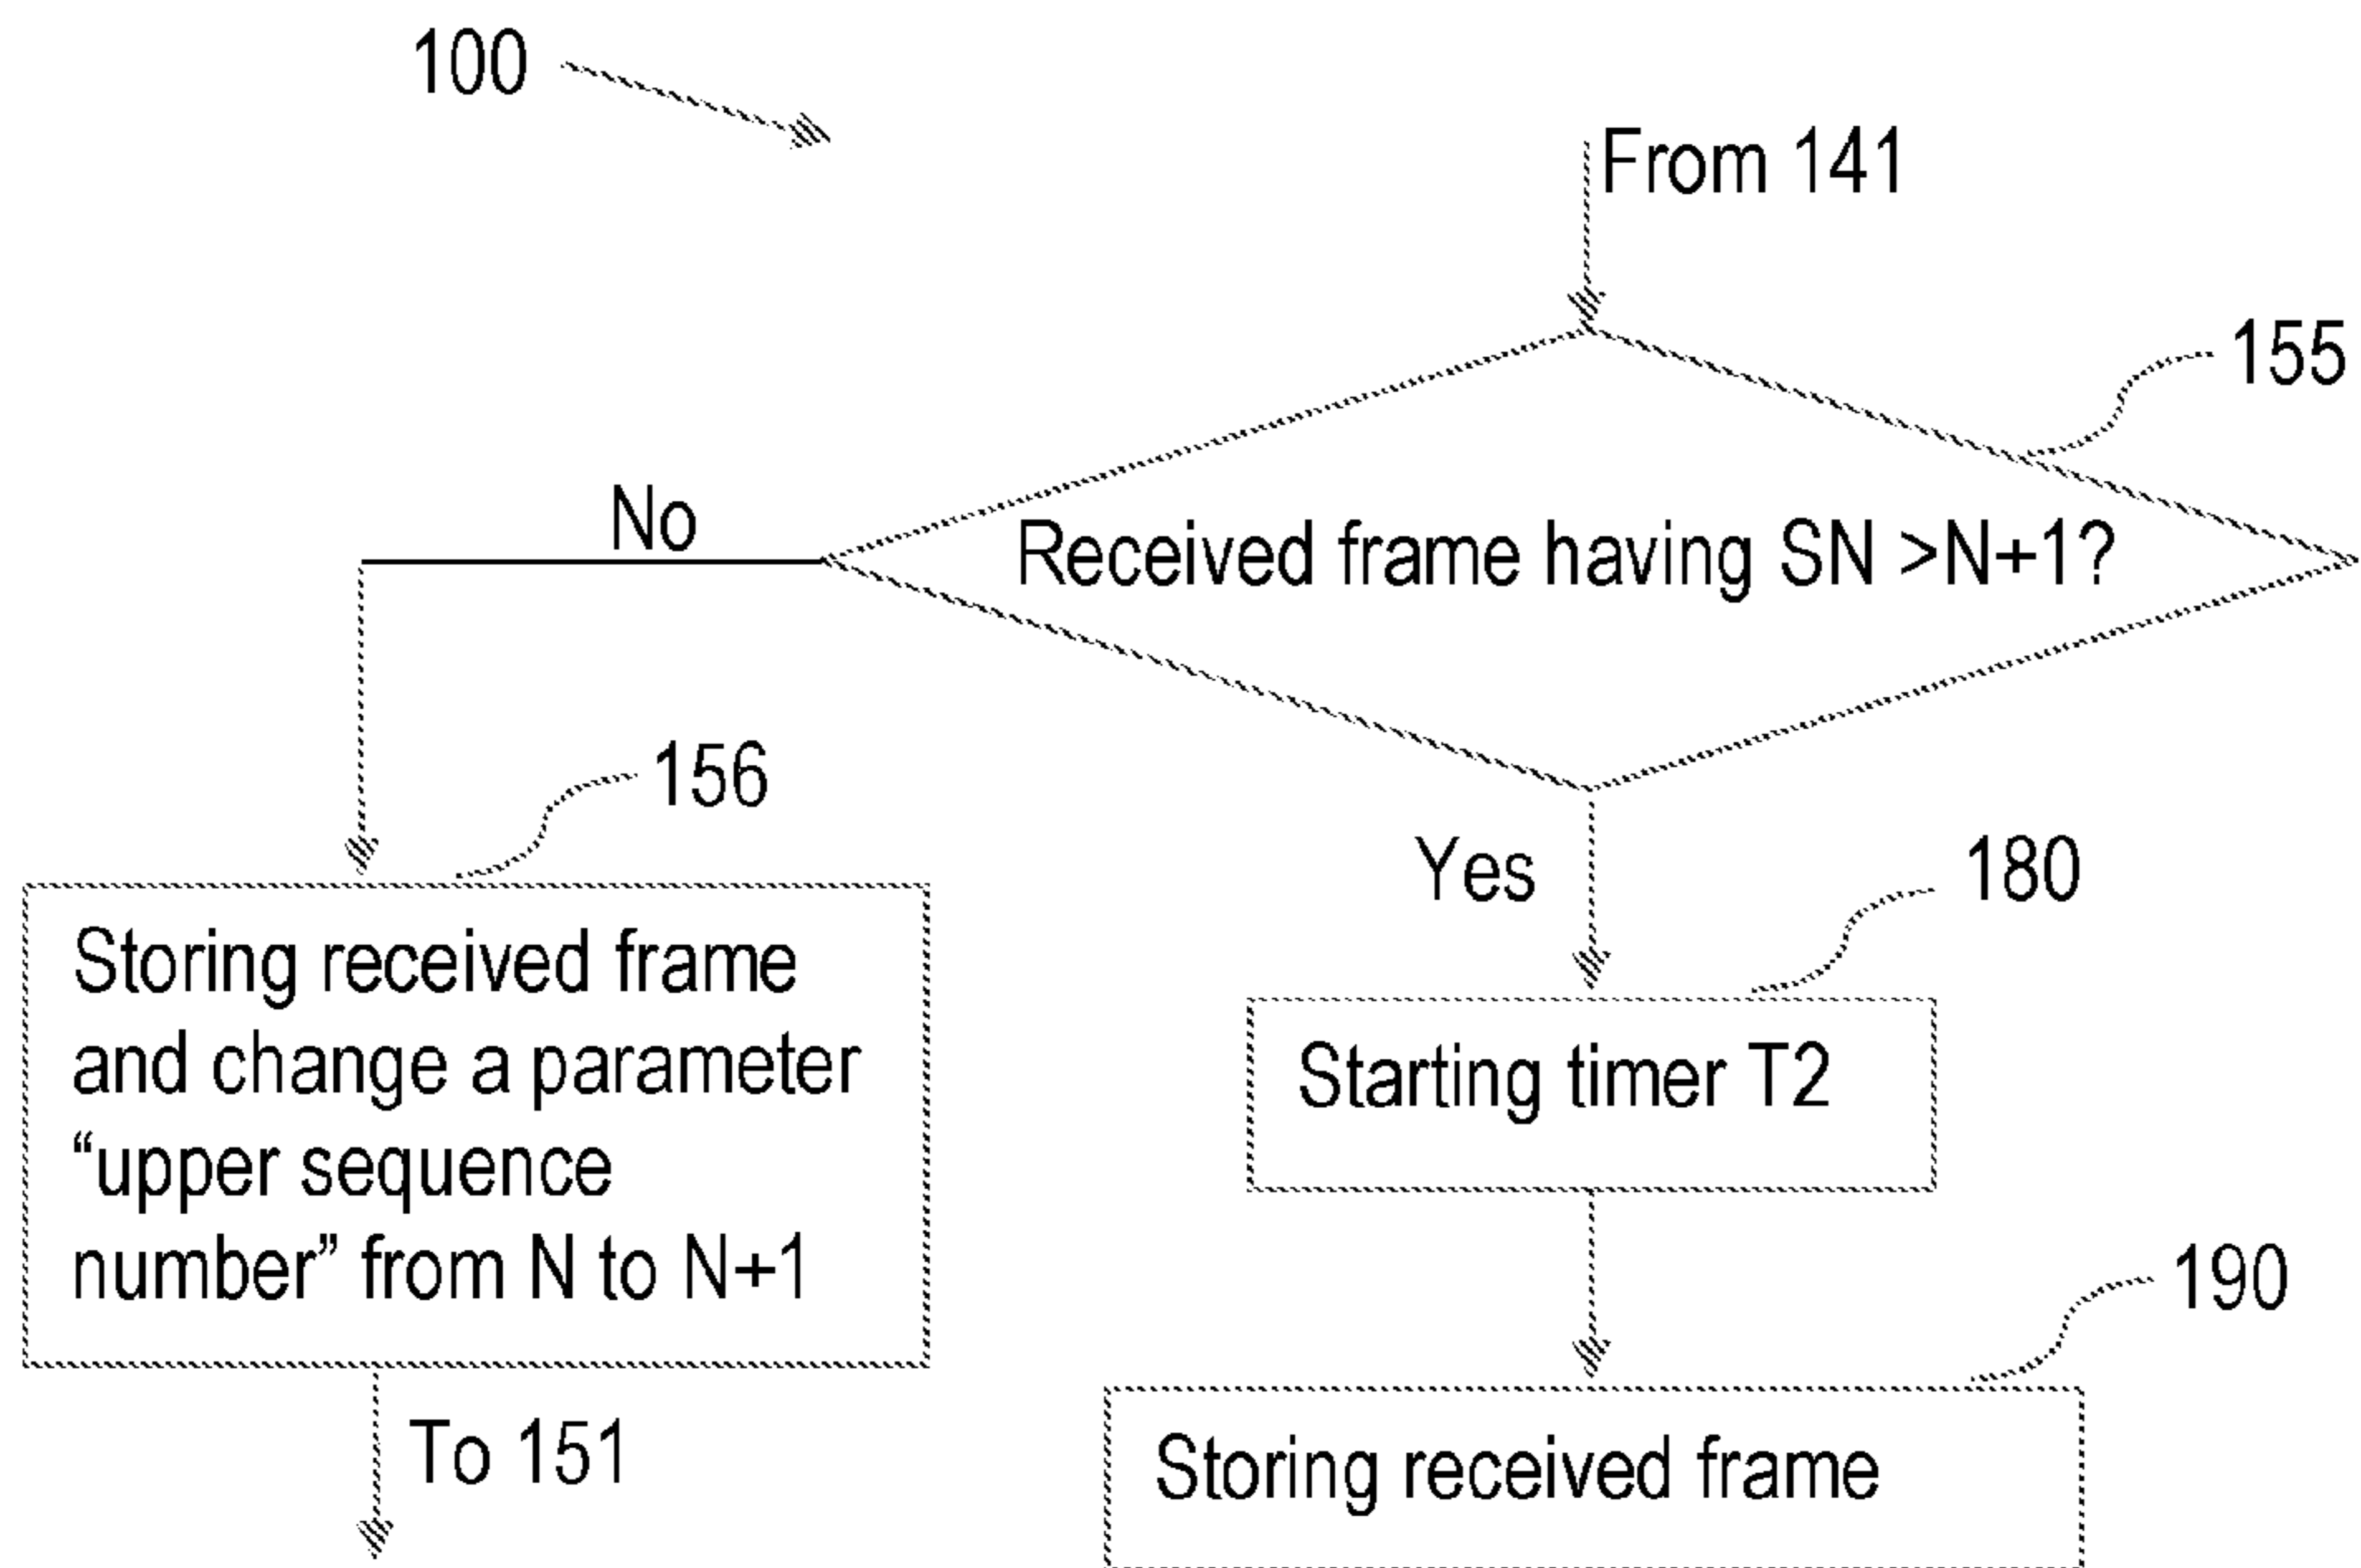 100
From 141
155
No
Received frame having SN >N+1?
156
Yes
180
Storing received frame
and change a parameter
“upper sequence
number” from N to N+1
Starting timer T2
190
To 151
Storing received frame